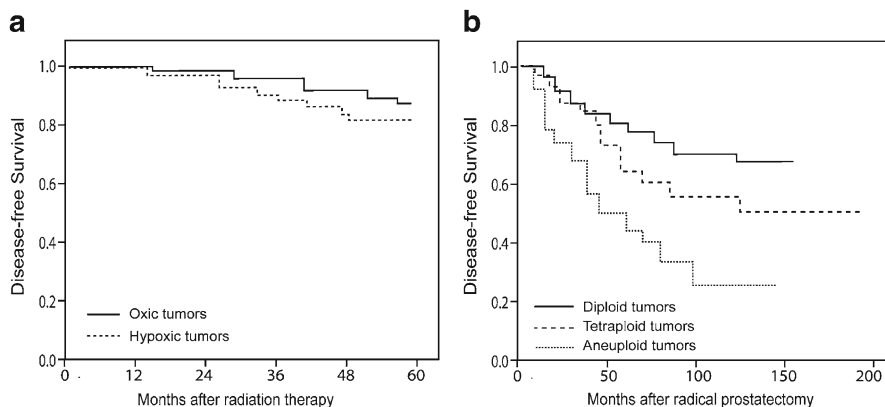 a
1.0
0.8
0.6
0.4
0.2
0.0
Disease-free Survival
Oxic tumors
Hypoxic tumors
0 12 24 36 48 60
Months after radiation therapy
b
1.0
0.8
0.6
0.4
0.2
0.0
Disease-free Survival
Diploid tumors
Tetraploid tumors
Aneuploid tumors
0 50 100 150 200
Months after radical prostatectomy